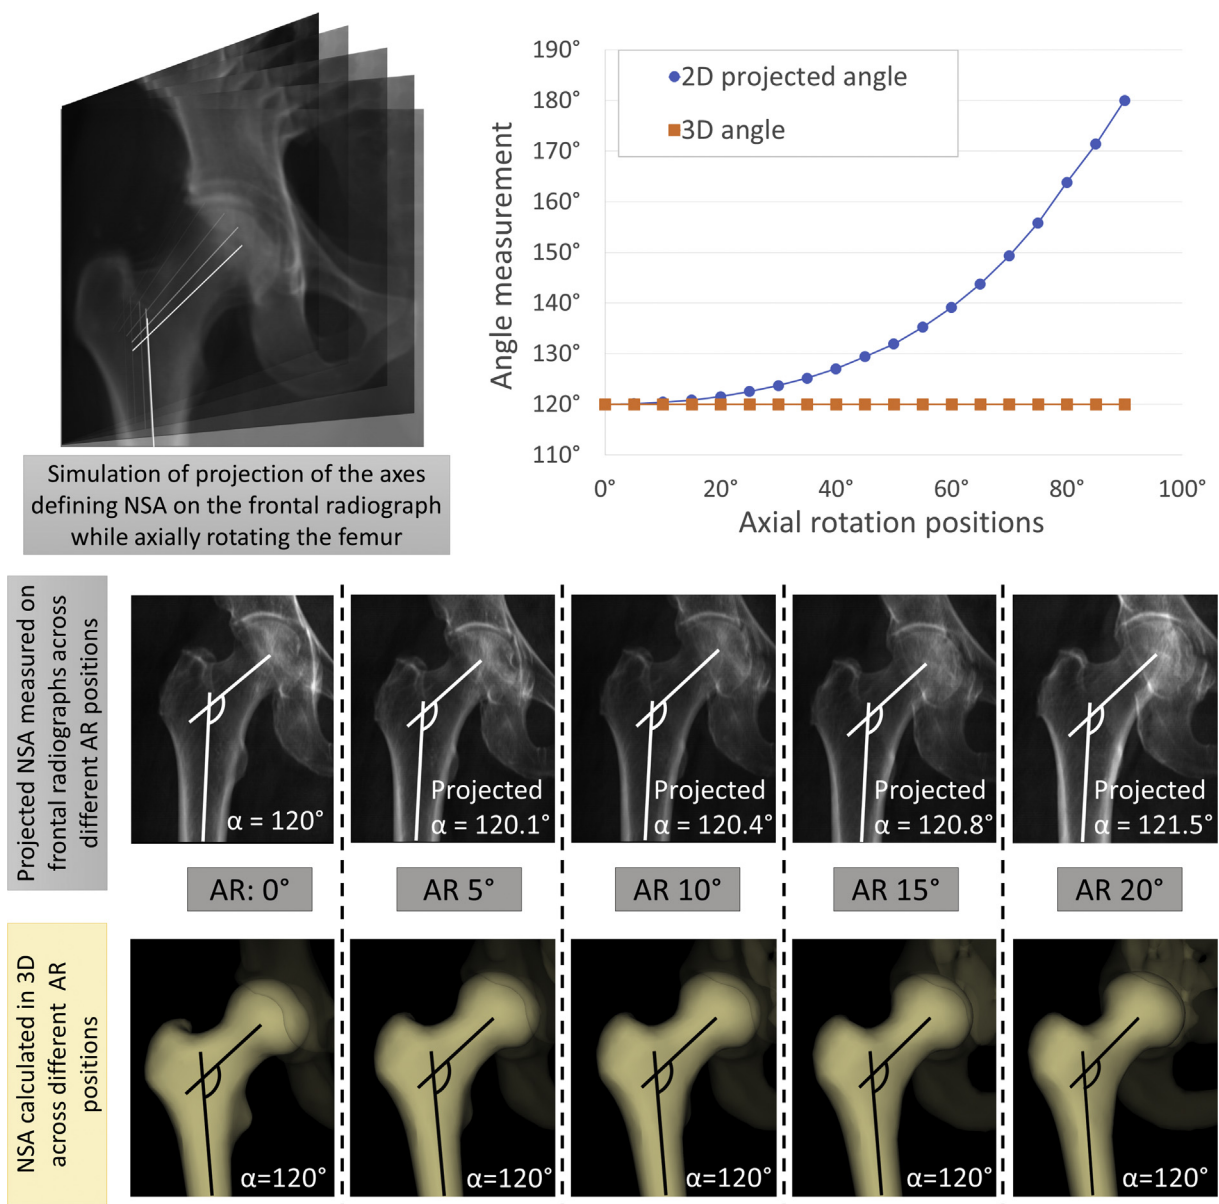 190°
180°
170°
160°
150°
140°
130°
120°
110°
Angle measurement
2D projected angle
3D angle
0°
20°
40°
60°
80°
100°
Axial rotation positions
Simulation of projection of the axes
defining NSA on the frontal radiograph
while axially rotating the femur
Projected NSA measured on
frontal radiographs across
different AR positions
α = 120°
Projected
α = 120.1°
Projected
α = 120.4°
Projected
α = 120.8°
Projected
α = 121.5°
AR: 0°
AR 5°
AR 10°
AR 15°
AR 20°
NSA calculated in 3D
across different AR
positions
α=120°
α=120°
α=120°
α=120°
α=120°